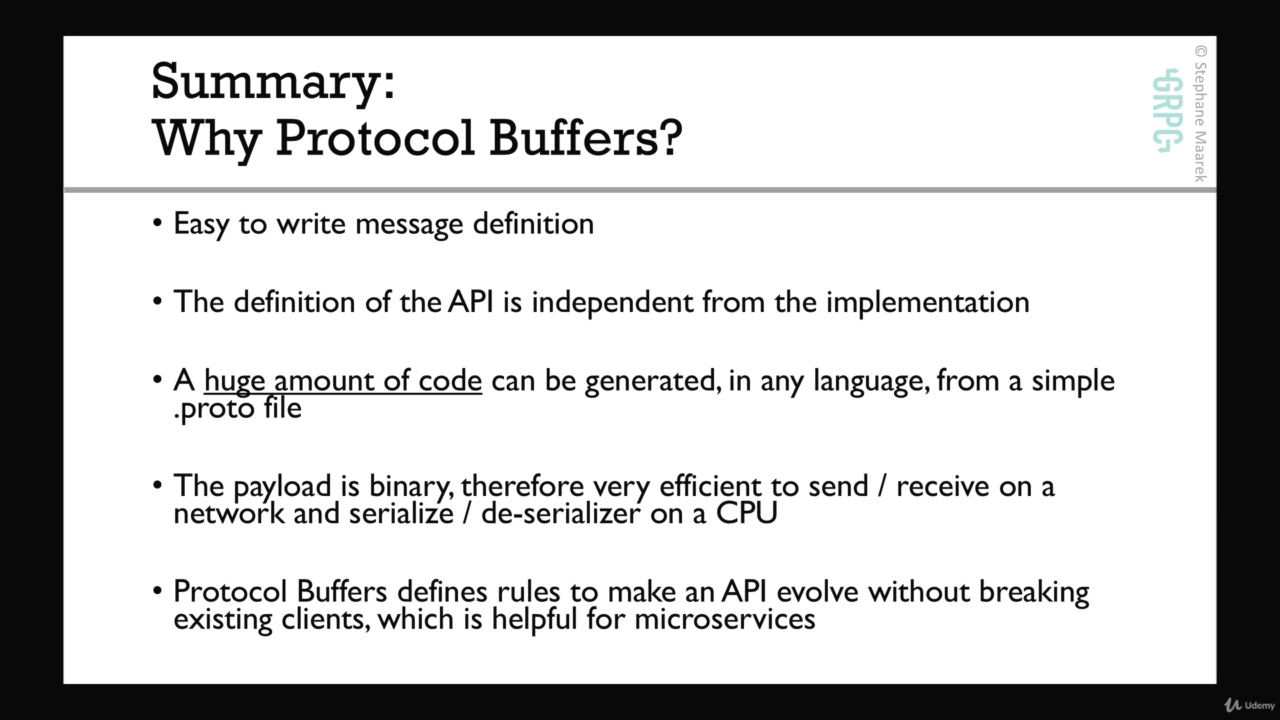 Summary:
Why Protocol Buffers?
GRPC
© Stephane Maarek
• Easy to write message definition
• The definition of the API is independent from the implementation
• A huge amount of code can be generated, in any language, from a simple
.proto file
• The payload is binary, therefore very efficient to send / receive on a
network and serialize / de-serializer on a CPU
• Protocol Buffers defines rules to make an API evolve without breaking
existing clients, which is helpful for microservices
Udemy